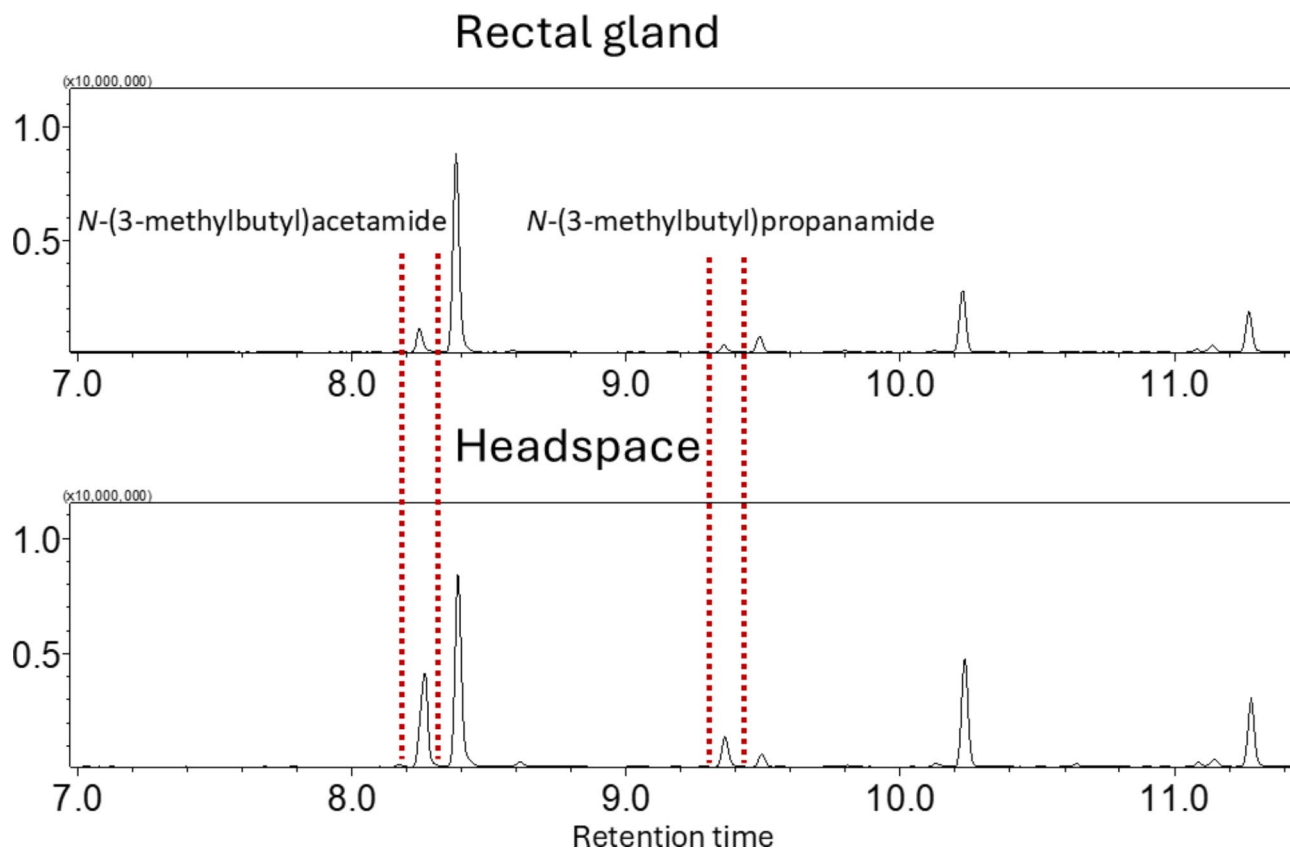 Rectal gland
(x10,000,000)
1.0
0.5
N-(3-methylbutyl)acetamide
N-(3-methylbutyl)propanamide
7.0 8.0 9.0 10.0 11.0
Headspace
(x10,000,000)
1.0
0.5
7.0 8.0 9.0 10.0 11.0
Retention time